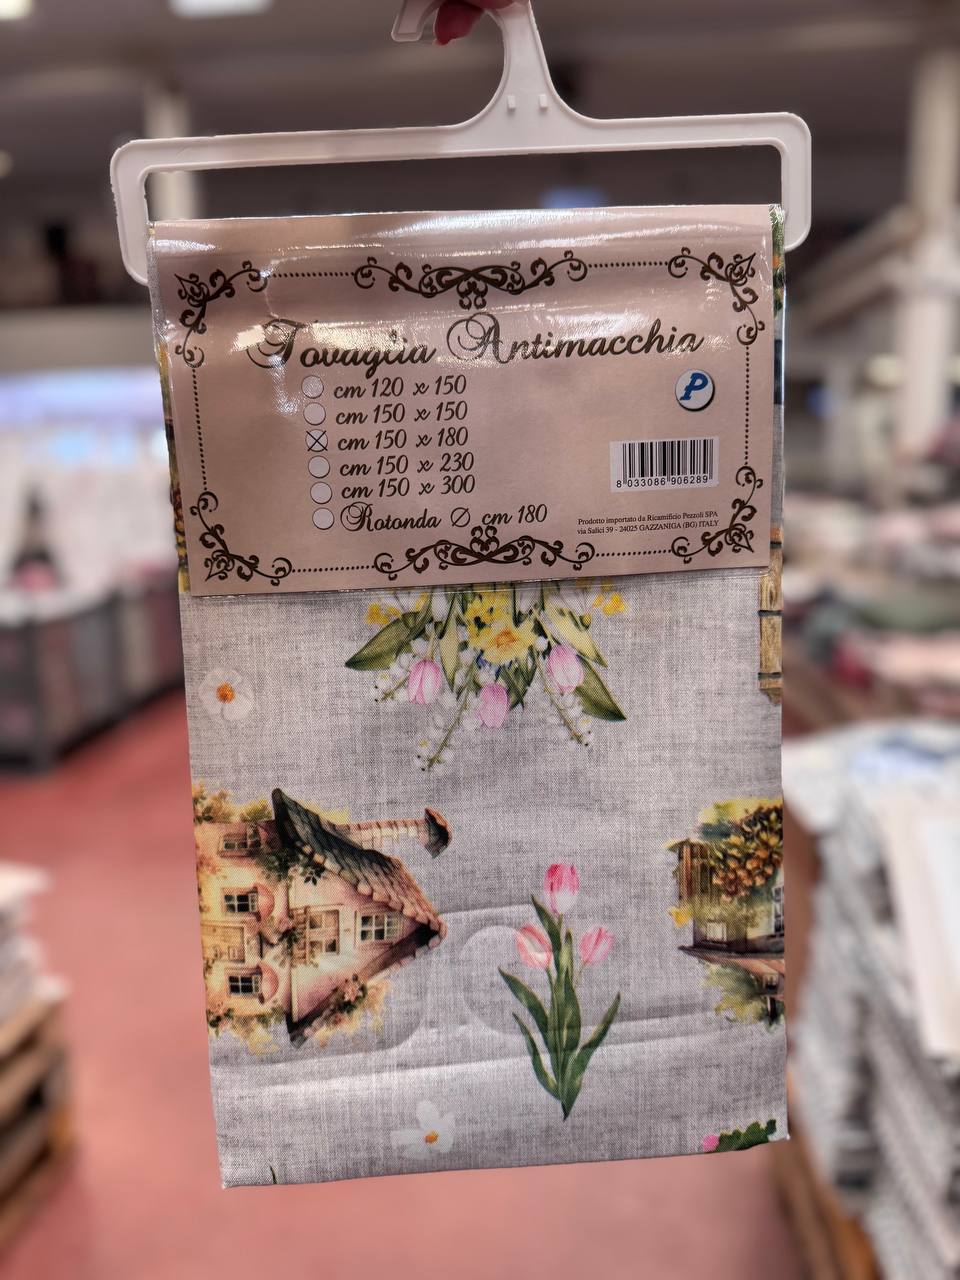 Tovaglia Antimacchia
cm 120 x 150
cm 150 x 150
cm 150 x 180
cm 150 x 230
cm 150 x 300
Rotonda Ø cm 180
P
8 033086 906289
Prodotto importato da Ricamificio Pezzoli SPA
via Salici 39 - 24025 GAZZANIGA (BG) ITALY